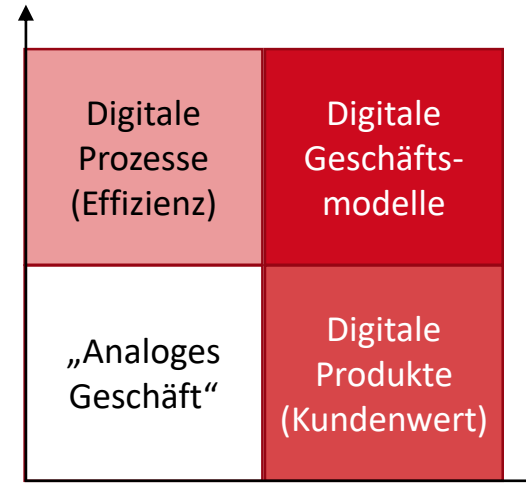 Digitale
Prozesse
(Effizienz)
Digitale
Geschäfts-
modelle
„Analoges
Geschäft“
Digitale
Produkte
(Kundenwert)